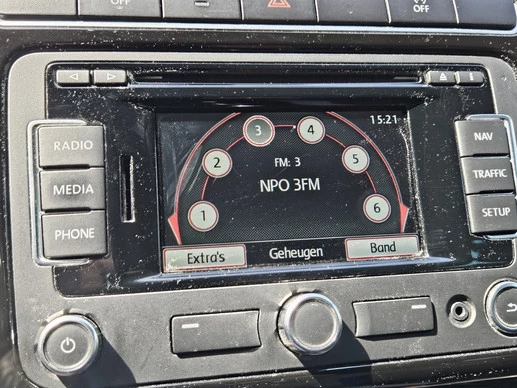 OFF
OFF
RADIO
MEDIA
PHONE
15:21
1
2
3
4
5
6
FM: 3
NPO 3FM
Extra's
Geheugen
Band
NAV
TRAFFIC
SETUP